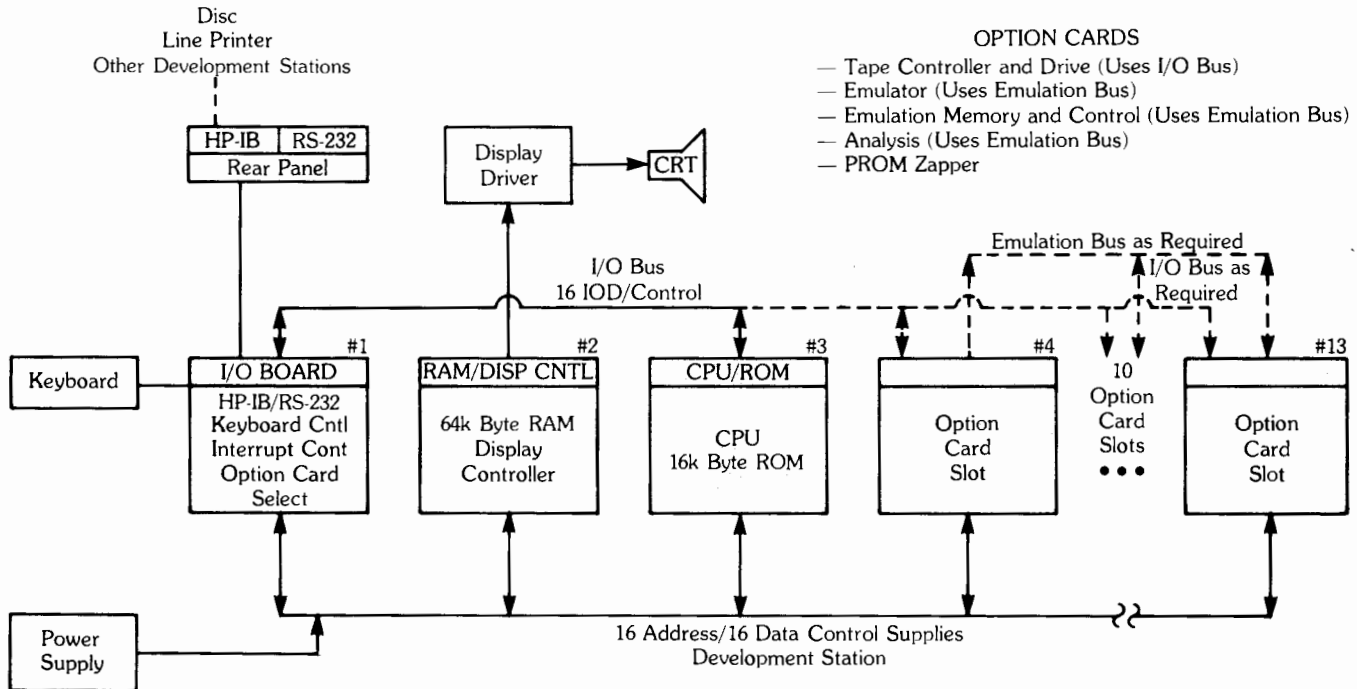 Disc
Line Printer
Other Development Stations
HP-IB RS-232
Rear Panel
Display
Driver
CRT
OPTION CARDS
— Tape Controller and Drive (Uses I/O Bus)
— Emulator (Uses Emulation Bus)
— Emulation Memory and Control (Uses Emulation Bus)
— Analysis (Uses Emulation Bus)
— PROM Zapper
Emulation Bus as Required
I/O Bus as
Required
I/O Bus
16 IOD/Control
Keyboard
#1
I/O BOARD
HP-IB/RS-232
Keyboard Cntl
Interrupt Cont
Option Card
Select
#2
RAM/DISP CNTL
64k Byte RAM
Display
Controller
#3
CPU/ROM
CPU
16k Byte ROM
#4
Option
Card
Slot
10
Option
Card
Slots
• • •
#13
Option
Card
Slot
Power
Supply
16 Address/16 Data Control Supplies
Development Station